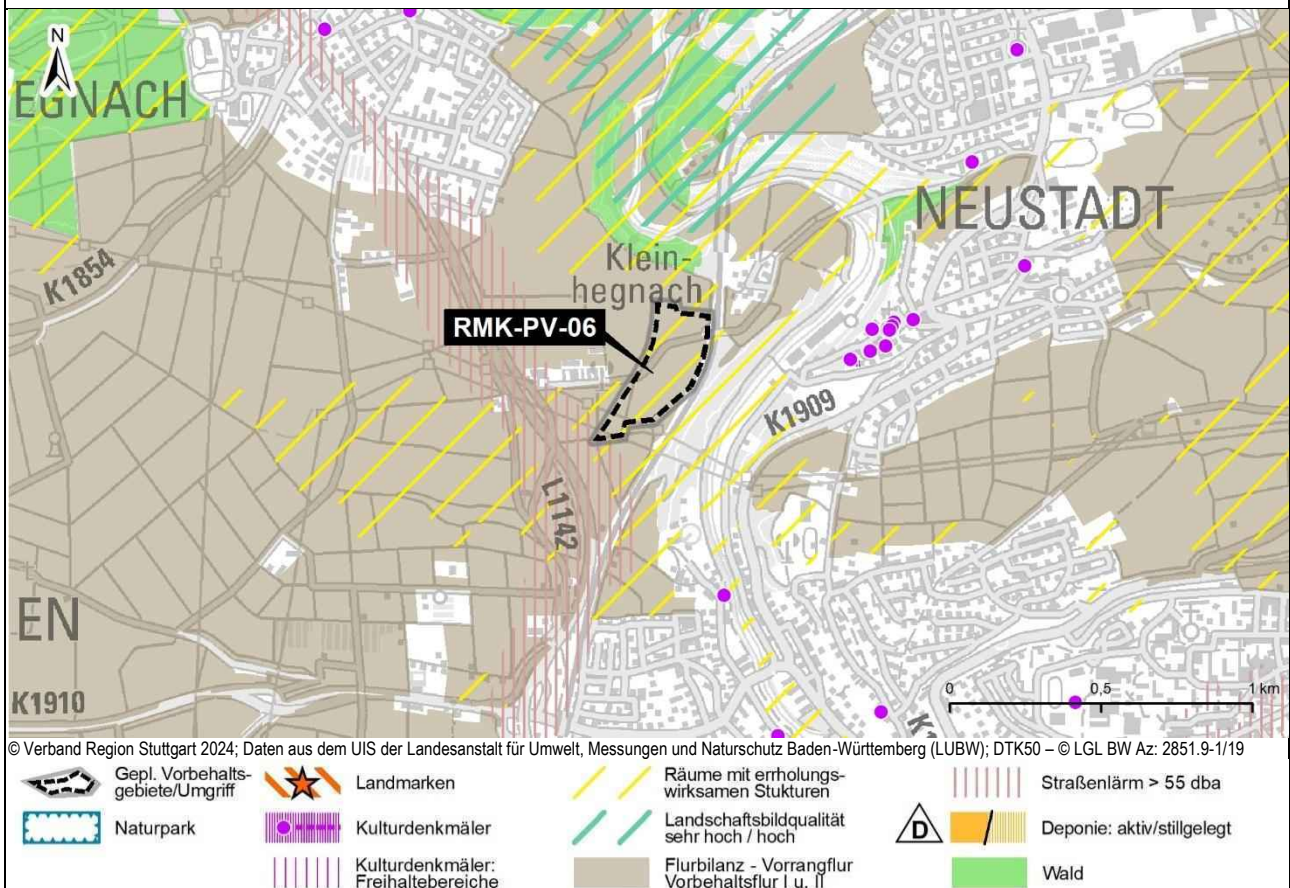 N
EGNACH
NEUSTADT
Klein-
hegnach
K1854
RMK-PV-06
K1909
L1142
EN
K1910
0 0,5 1 km
© Verband Region Stuttgart 2024; Daten aus dem UIS der Landesanstalt für Umwelt, Messungen und Naturschutz Baden-Württemberg (LUBW); DTK50 – © LGL BW Az: 2851.9-1/19
Gepl. Vorbehalts-
gebiete/Umgriff
Naturpark
Landmarken
Kulturdenkmäler
Kulturdenkmäler:
Freihaltebereiche
Räume mit errholungs-
wirksamen Stukturen
Landschaftsbildqualität
sehr hoch / hoch
Flurbilanz - Vorrangflur
Vorbehaltsflur I u. II
Straßenlärm > 55 dba
D
Deponie: aktiv/stillgelegt
Wald